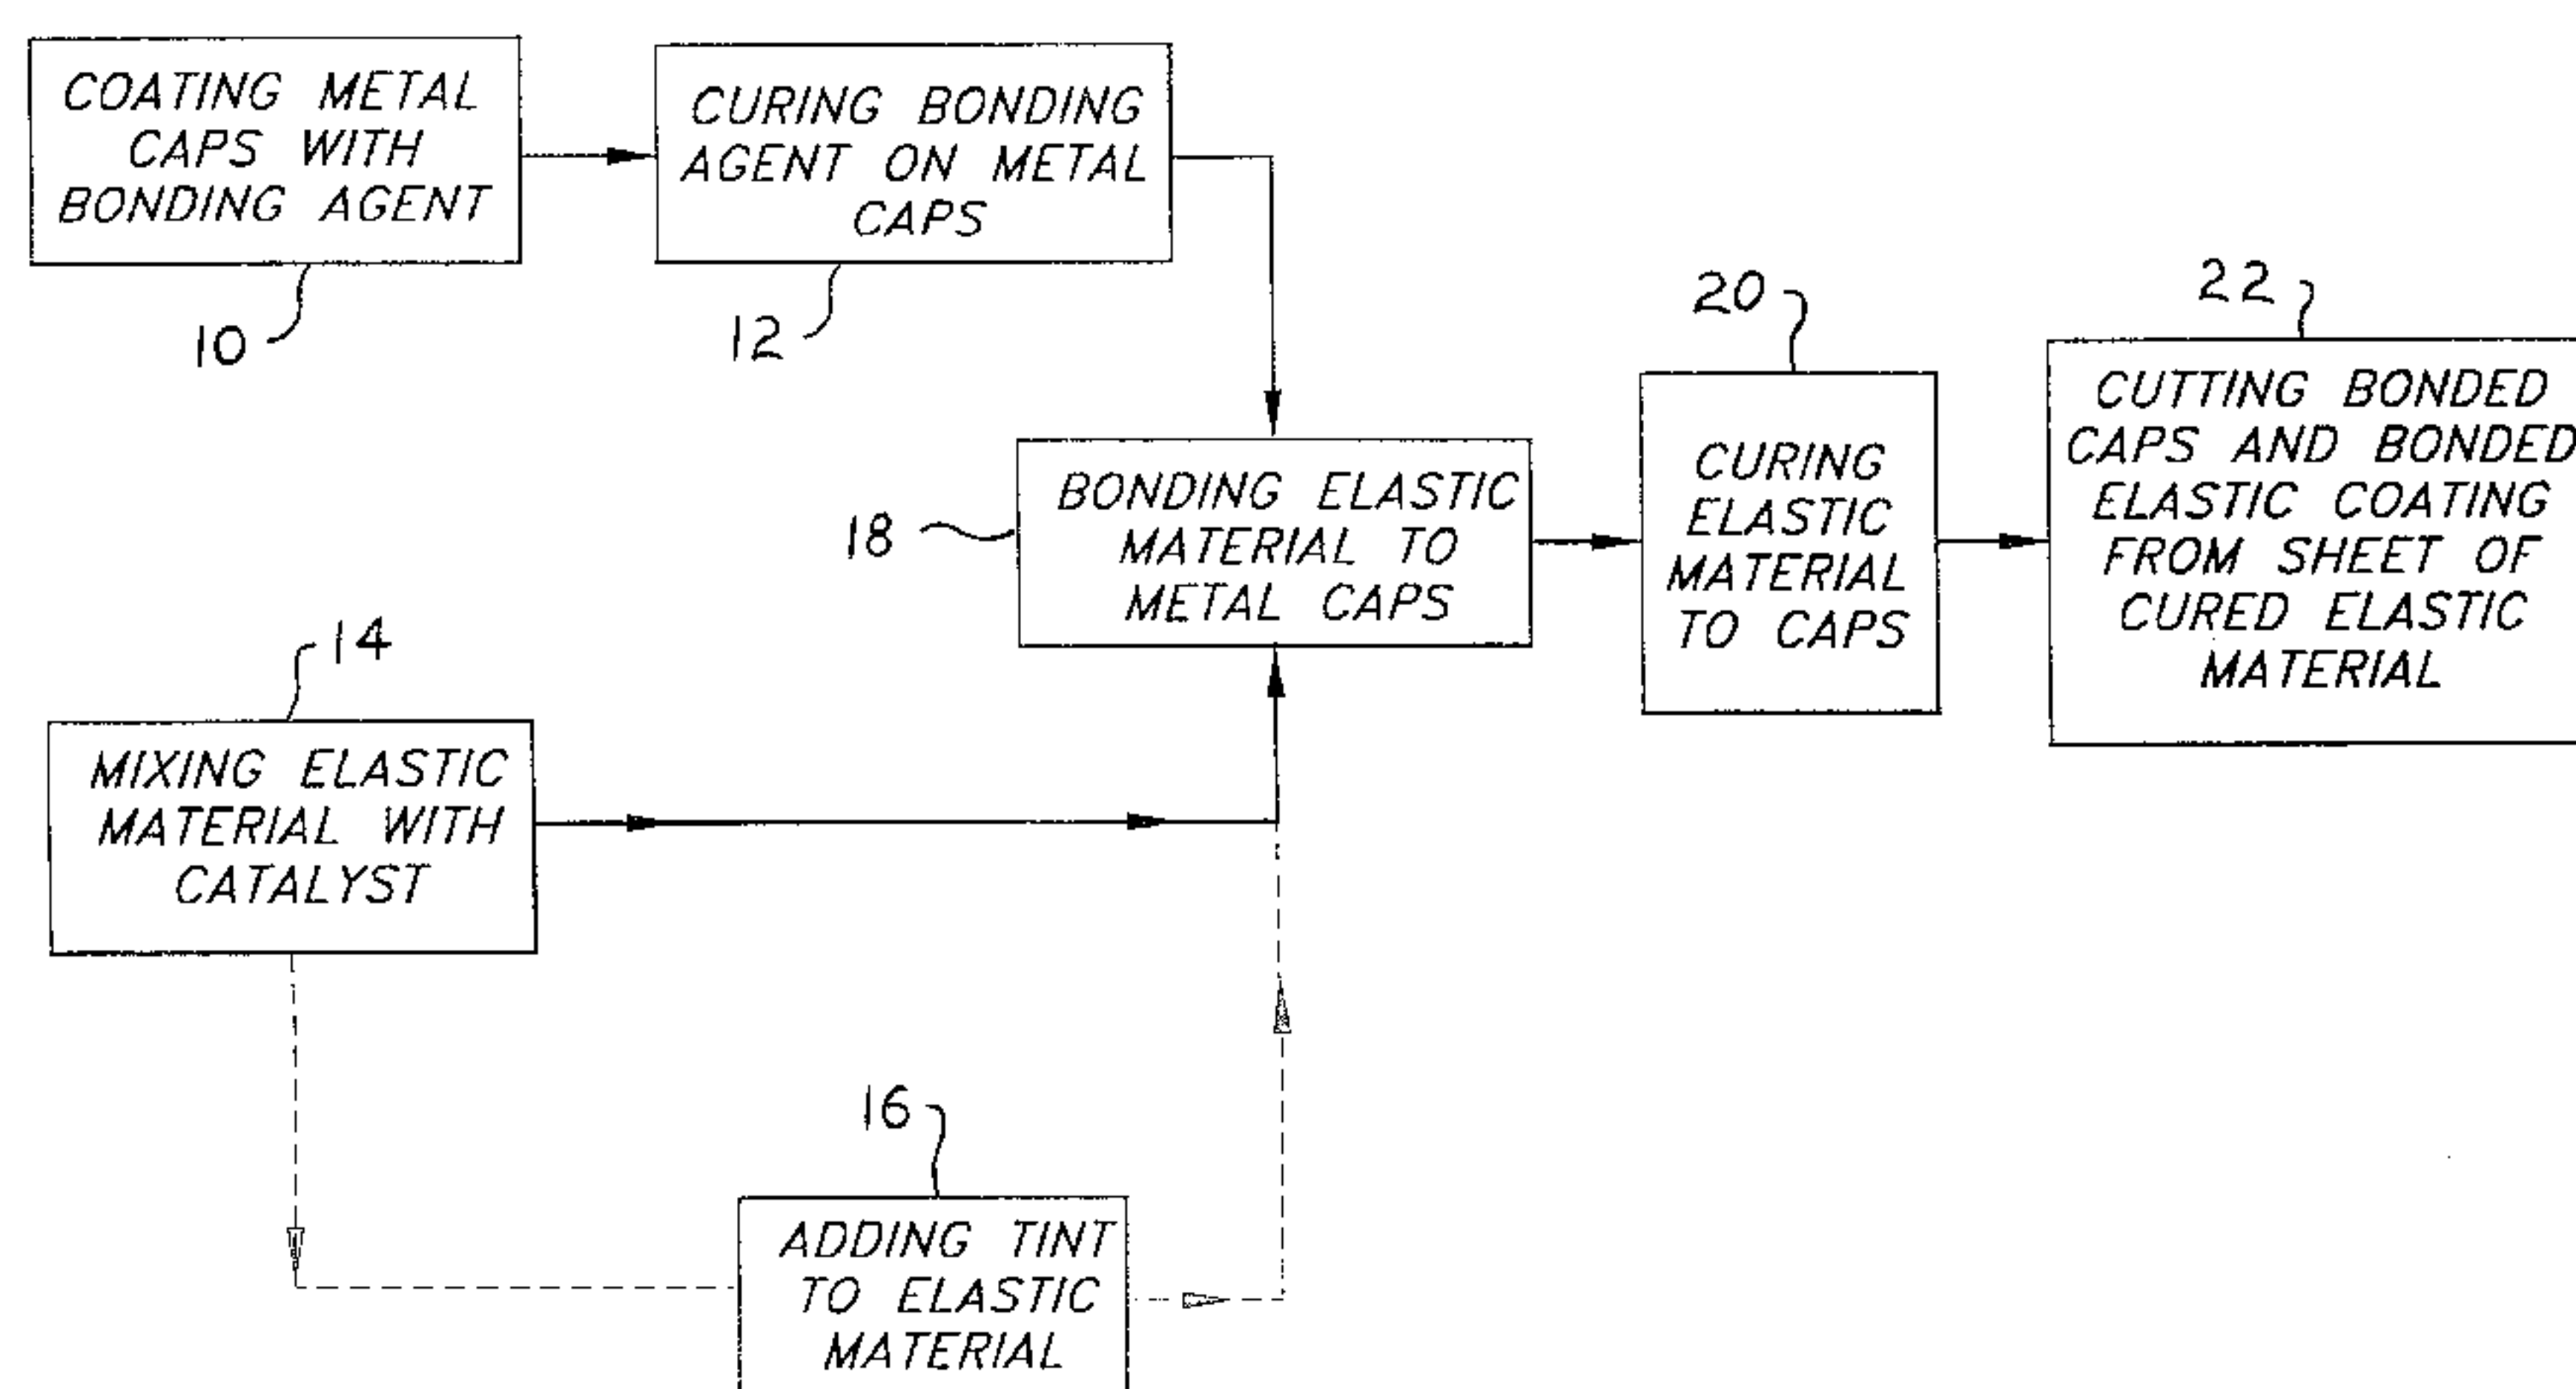 COATING METAL
CAPS WITH
BONDING AGENT
10
CURING BONDING
AGENT ON METAL
CAPS
12
14
MIXING ELASTIC
MATERIAL WITH
CATALYST
16
ADDING TINT
TO ELASTIC
MATERIAL
18
BONDING ELASTIC
MATERIAL TO
METAL CAPS
20
CURING
ELASTIC
MATERIAL
TO CAPS
22
CUTTING BONDED
CAPS AND BONDED
ELASTIC COATING
FROM SHEET OF
CURED ELASTIC
MATERIAL